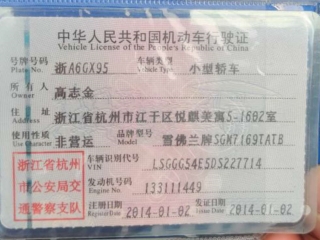 中华人民共和国机动车行驶证
Vehicle License of the People's Republic of China
号牌号码 浙A6GX95 车辆类型 小型轿车
Plate No. Vehicle Type
所有人 高志金
Owner
住址 浙江省杭州市江干区悦麒美寓5-1602室
Address
使用性质 非营运 品牌型号 雪佛兰牌SGM7169TATB
Use Character Model
浙江省杭州市公安局交通警察支队
车辆识别代号
VIN LSGGG54E5DS227714
发动机号码 133111449
Engine No.
注册日期 2014-01-02 发证日期 2014-01-02
Register Date Issue Date